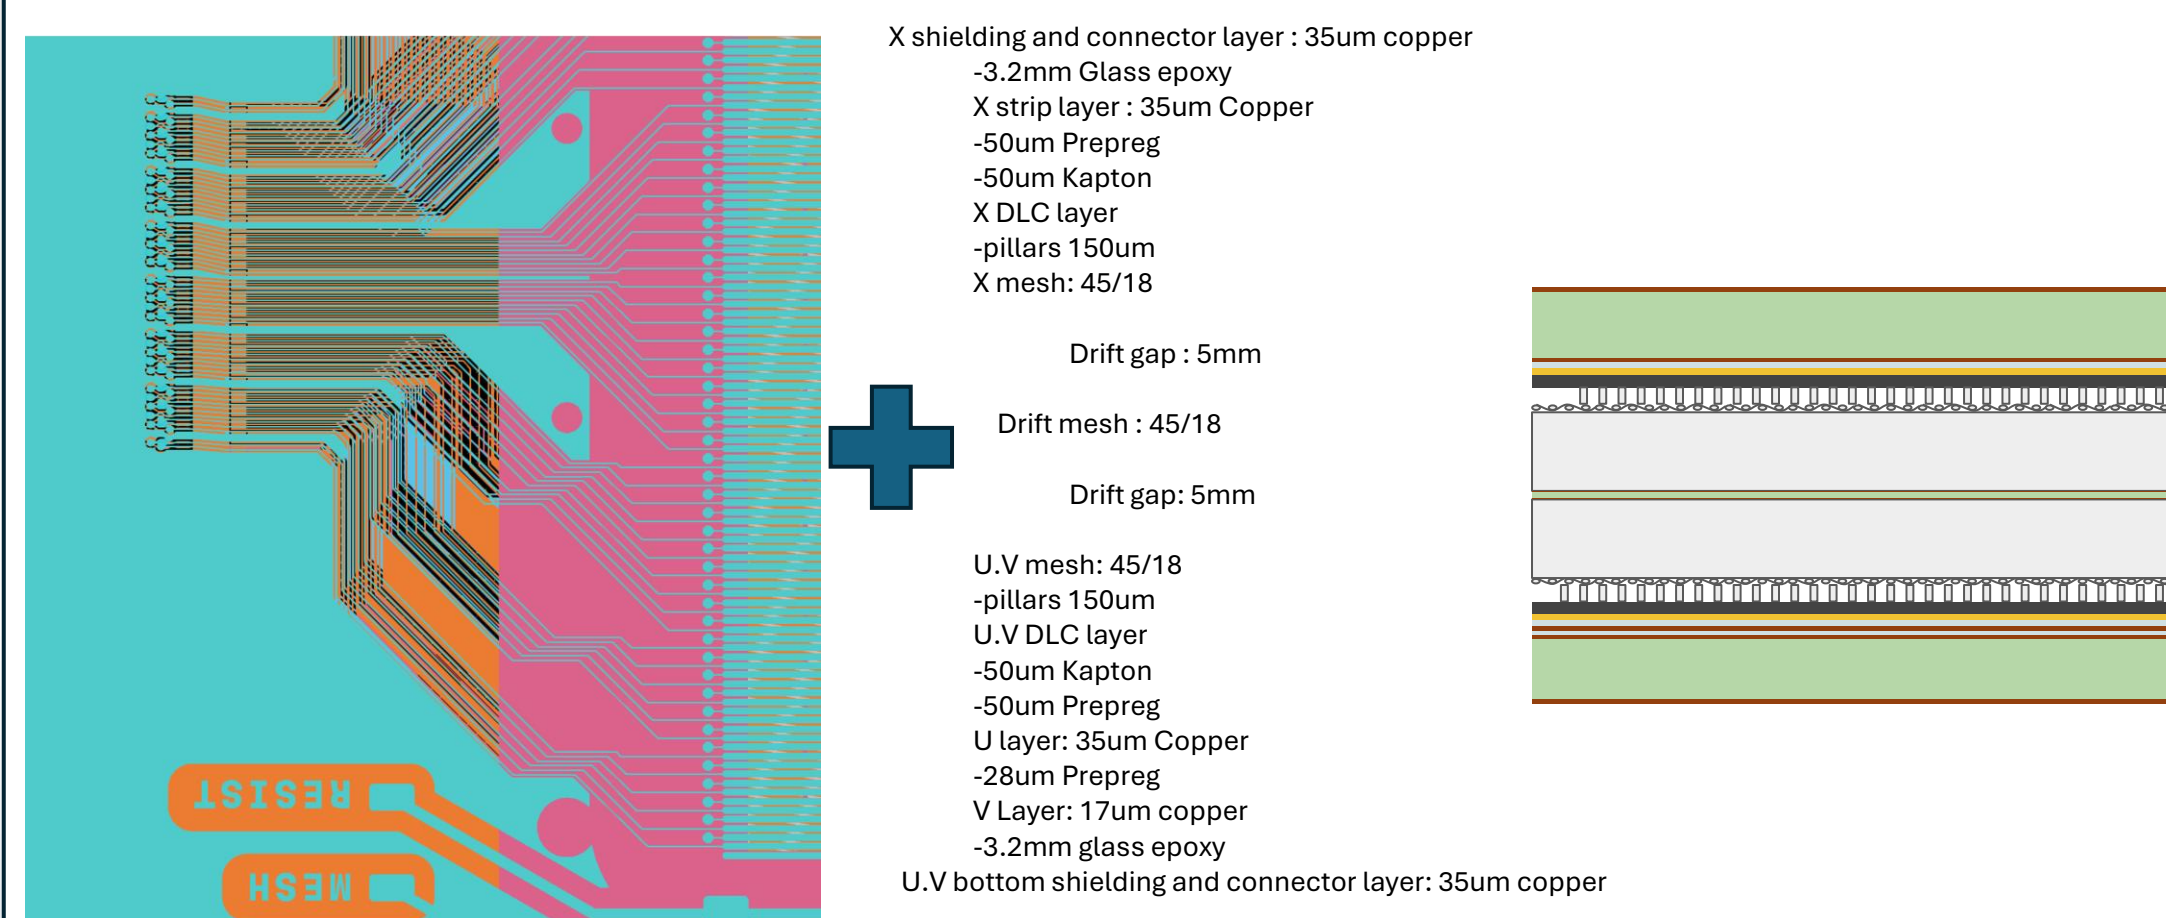 X shielding and connector layer : 35um copper
-3.2mm Glass epoxy
X strip layer : 35um Copper
-50um Prepreg
-50um Kapton
X DLC layer
-pillars 150um
X mesh: 45/18
Drift gap : 5mm
Drift mesh : 45/18
Drift gap: 5mm
U.V mesh: 45/18
-pillars 150um
U.V DLC layer
-50um Kapton
-50um Prepreg
U layer: 35um Copper
-28um Prepreg
V Layer: 17um copper
-3.2mm glass epoxy
U.V bottom shielding and connector layer: 35um copper
RESIST
MESH